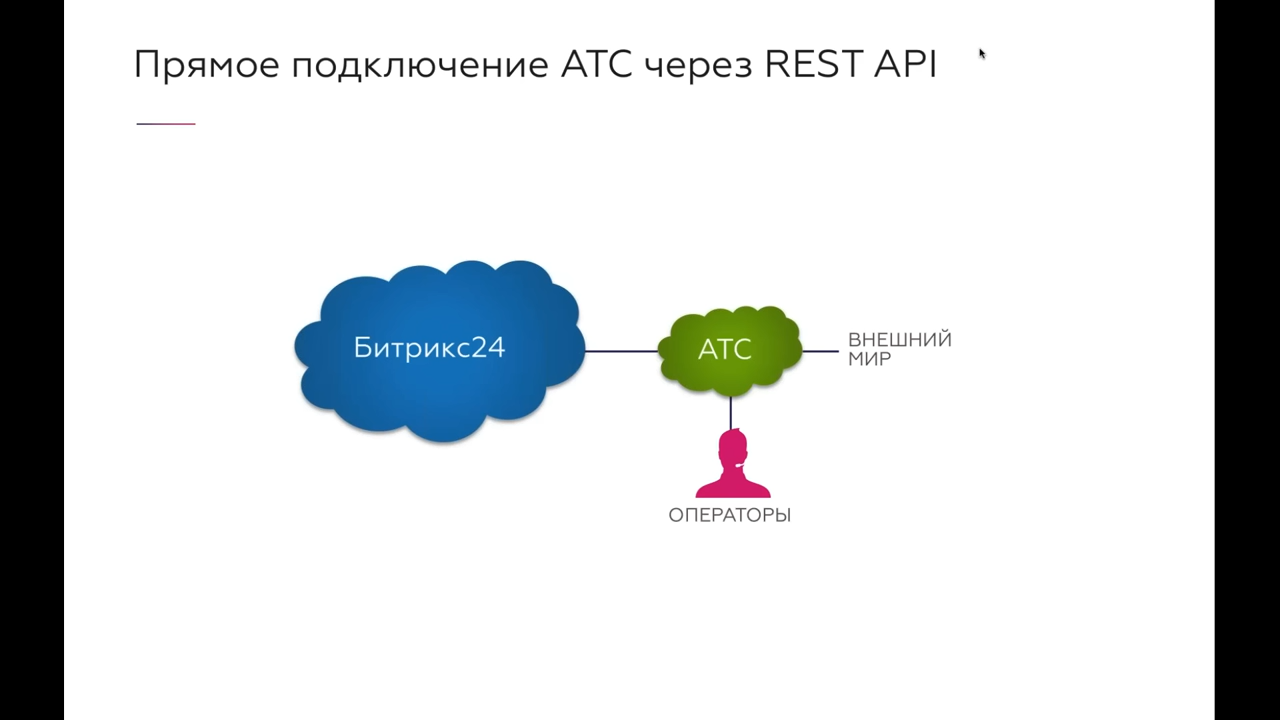 Прямое подключение АТС через REST API
Битрикс24
АТС
ВНЕШНИЙ
МИР
ОПЕРАТОРЫ